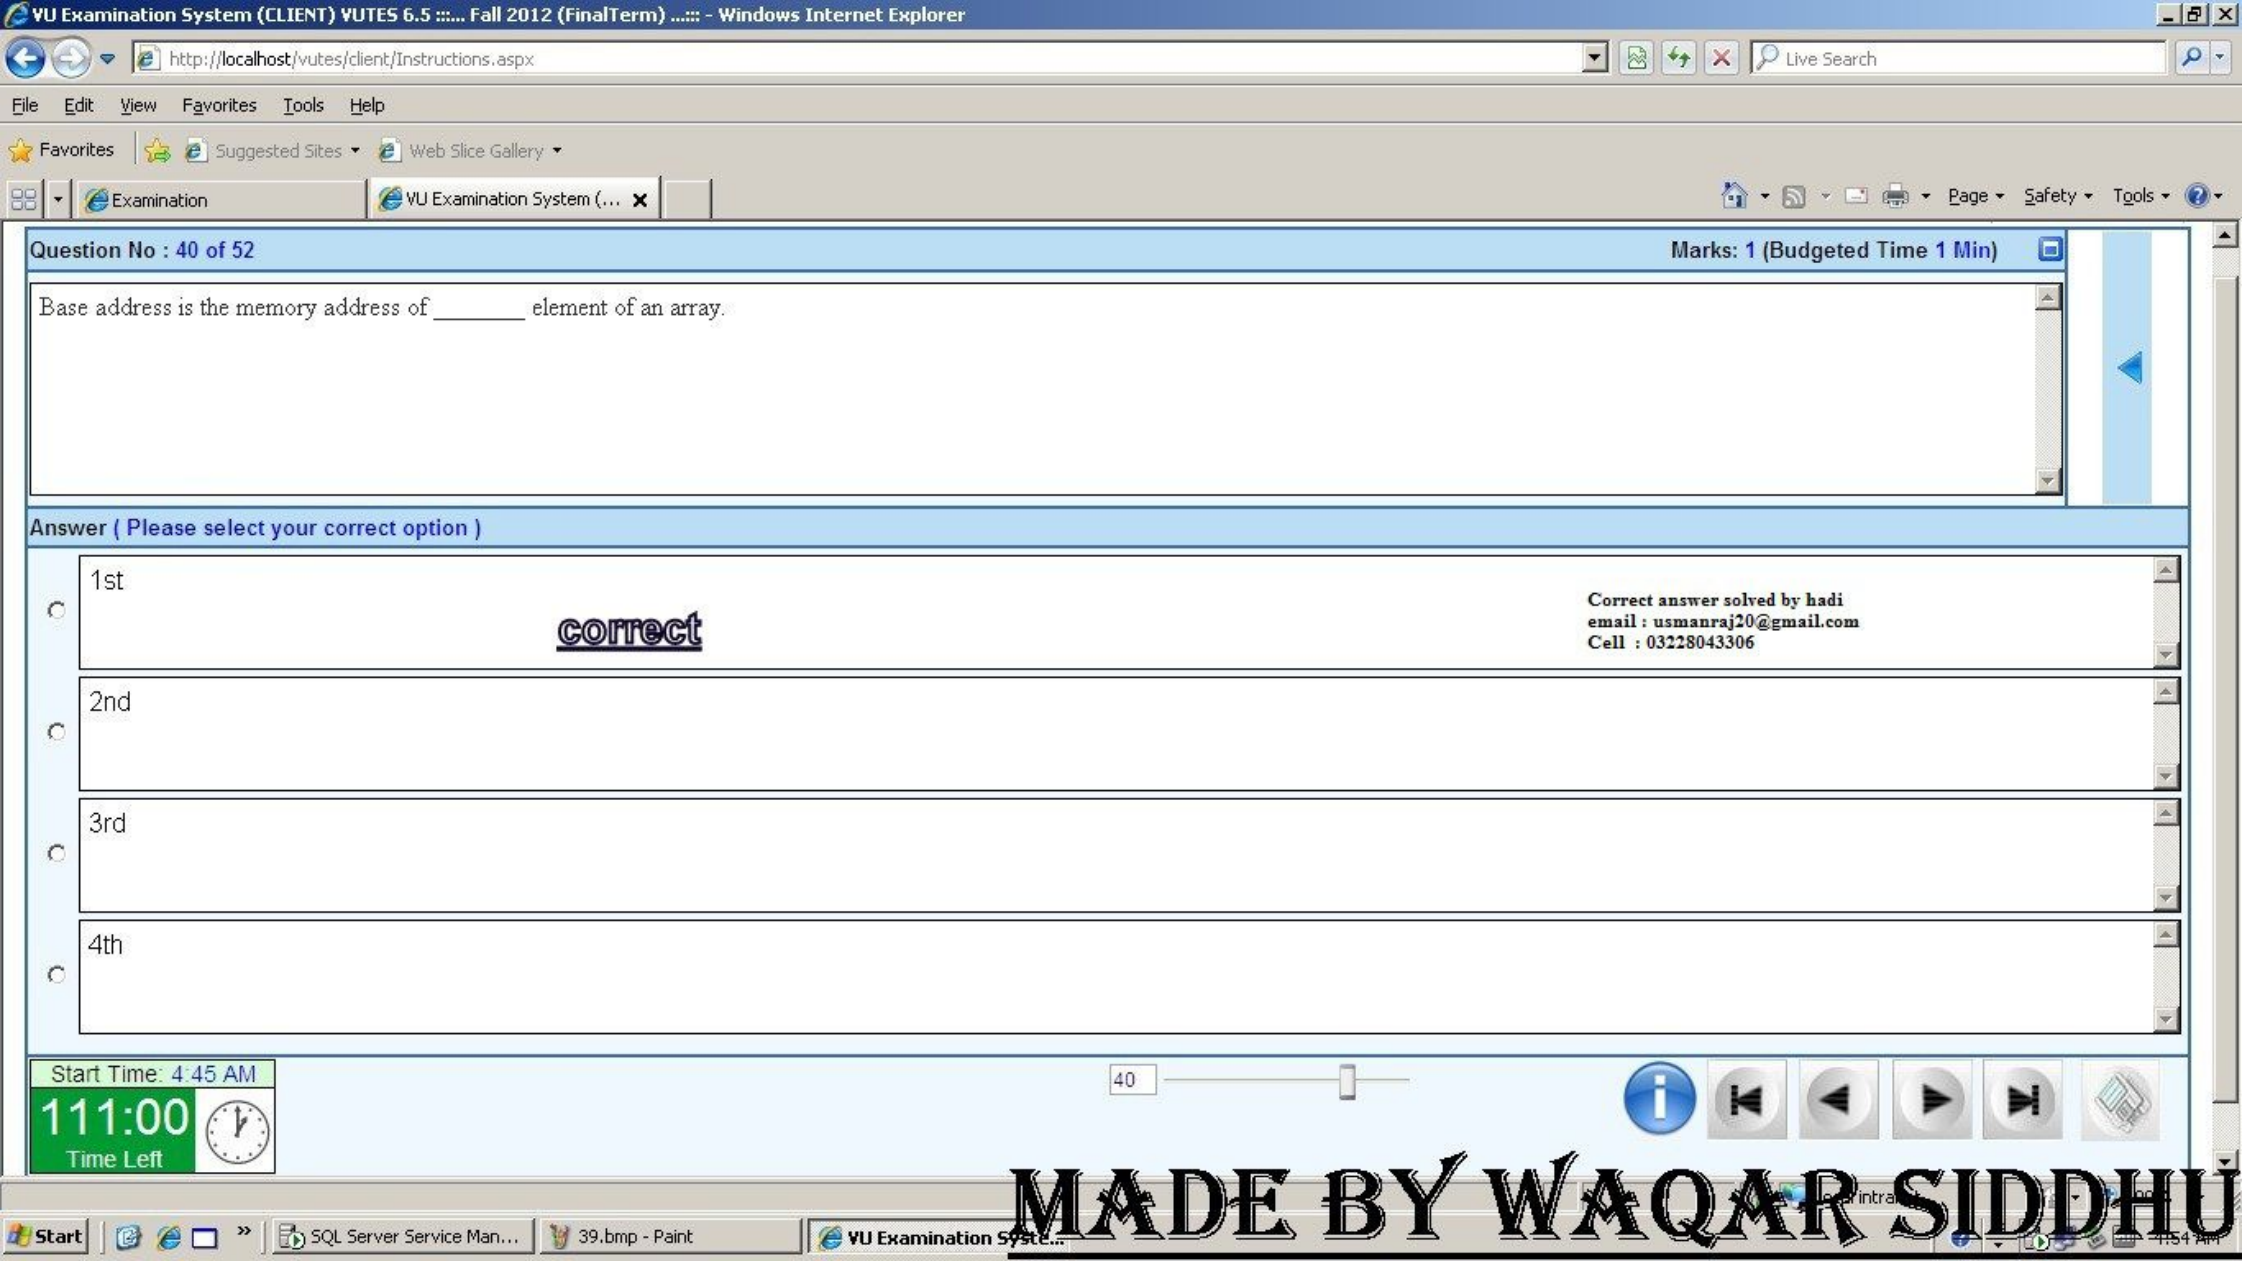 VU Examination System (CLIENT) VUTES 6.5 :::... Fall 2012 (FinalTerm) ...::: - Windows Internet Explorer
http://localhost/vutes/client/Instructions.aspx
Live Search
File Edit View Favorites Tools Help
Favorites Suggested Sites Web Slice Gallery
Examination VU Examination System (... Page Safety Tools
Question No : 40 of 52 Marks: 1 (Budgeted Time 1 Min)
Base address is the memory address of ________ element of an array.
Answer ( Please select your correct option )
1st
correct
Correct answer solved by hadi
email : usmanraj20@gmail.com
Cell : 03228043306
2nd
3rd
4th
Start Time: 4:45 AM
40
111:00
Time Left
MADE BY WAQAR SIDDHU
Start » SQL Server Service Man... 39.bmp - Paint VU Examination Syste... 4:54 AM